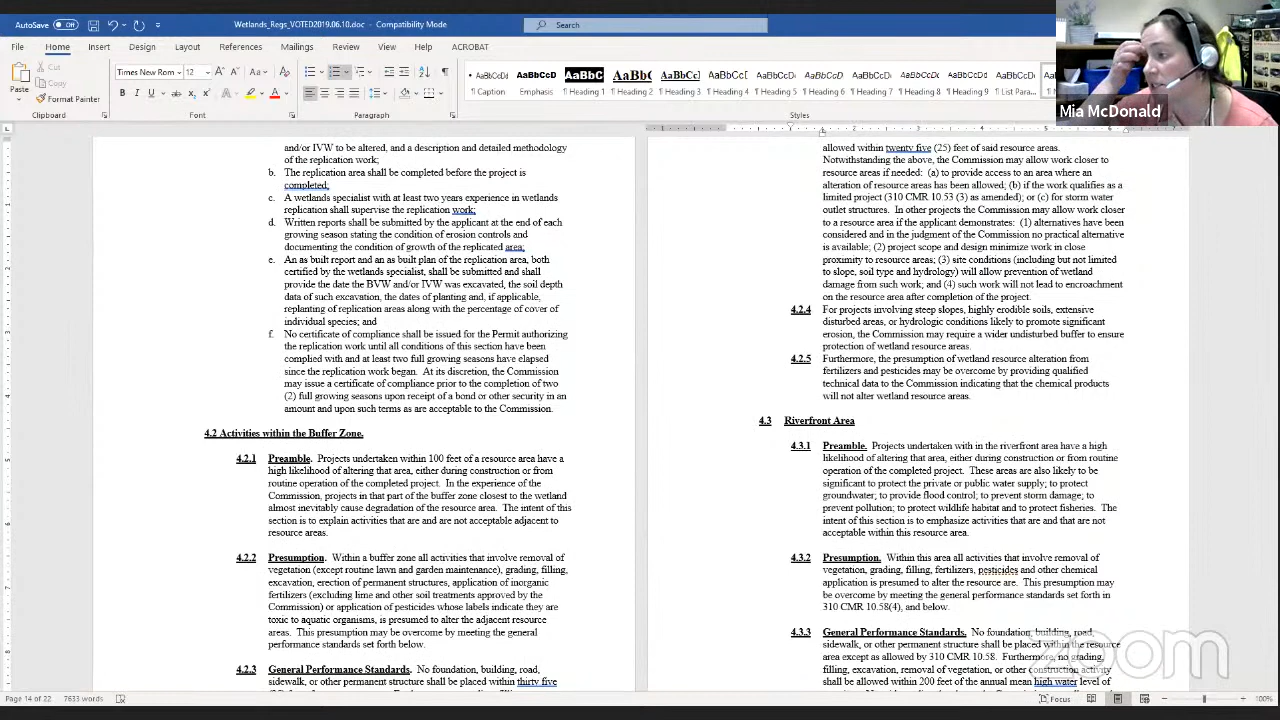 AutoSave Off
Wetlands_Regs_VOTED2019.06.10.doc - Compatibility Mode
Search
File Home Insert Design Layout References Mailings Review View Help ACROBAT
Paste
Cut
Copy
Format Painter
Times New Rom 12
AaBbCcDd AaBbCcD AaBbC AaBbC AaBbC AaBbCcD AaBbCcD AaBbCcD AaBbCcD AaBbCcD AaBbCcD AaBbCcDd
¶ Caption Emphasis ¶ Heading 1 ¶ Heading 2 ¶ Heading 3 ¶ Heading 4 ¶ Heading 5 ¶ Heading 6 ¶ Heading 7 ¶ Heading 8 ¶ Heading 9 ¶ List Para...
Clipboard Font Paragraph Styles
Mia McDonald
and/or IVW to be altered, and a description and detailed methodology
of the replication work;
b. The replication area shall be completed before the project is
completed;
c. A wetlands specialist with at least two years experience in wetlands
replication shall supervise the replication work;
d. Written reports shall be submitted by the applicant at the end of each
growing season stating the condition of erosion controls and
documenting the condition of growth of the replicated area;
e. An as built report and an as built plan of the replication area, both
certified by the wetlands specialist, shall be submitted and shall
provide the date the BVW and/or IVW was excavated, the soil depth
data of such excavation, the dates of planting and, if applicable,
replanting of replication areas along with the percentage of cover of
individual species; and
f. No certificate of compliance shall be issued for the Permit authorizing
the replication work until all conditions of this section have been
complied with and at least two full growing seasons have elapsed
since the replication work began. At its discretion, the Commission
may issue a certificate of compliance prior to the completion of two
(2) full growing seasons upon receipt of a bond or other security in an
amount and upon such terms as are acceptable to the Commission.
4.2 Activities within the Buffer Zone.
4.2.1 Preamble. Projects undertaken within 100 feet of a resource area have a
high likelihood of altering that area, either during construction or from
routine operation of the completed project. In the experience of the
Commission, projects in that part of the buffer zone closest to the wetland
almost inevitably cause degradation of the resource area. The intent of this
section is to explain activities that are and are not acceptable adjacent to
resource areas.
4.2.2 Presumption. Within a buffer zone all activities that involve removal of
vegetation (except routine lawn and garden maintenance), grading, filling,
excavation, erection of permanent structures, application of inorganic
fertilizers (excluding lime and other soil treatments approved by the
Commission) or application of pesticides whose labels indicate they are
toxic to aquatic organisms, is presumed to alter the adjacent resource
areas. This presumption may be overcome by meeting the general
performance standards set forth below.
4.2.3 General Performance Standards. No foundation, building, road,
sidewalk, or other permanent structure shall be placed within thirty five
allowed within twenty five (25) feet of said resource areas.
Notwithstanding the above, the Commission may allow work closer to
resource areas if needed: (a) to provide access to an area where an
alteration of resource areas has been allowed; (b) if the work qualifies as a
limited project (310 CMR 10.53 (3) as amended); or (c) for storm water
outlet structures. In other projects the Commission may allow work closer
to a resource area if the applicant demonstrates: (1) alternatives have been
considered and in the judgment of the Commission no practical alternative
is available; (2) project scope and design minimize work in close
proximity to resource areas; (3) site conditions (including but not limited
to slope, soil type and hydrology) will allow prevention of wetland
damage from such work; and (4) such work will not lead to encroachment
on the resource area after completion of the project.
4.2.4 For projects involving steep slopes, highly erodible soils, extensive
disturbed areas, or hydrologic conditions likely to promote significant
erosion, the Commission may require a wider undisturbed buffer to ensure
protection of wetland resource areas.
4.2.5 Furthermore, the presumption of wetland resource alteration from
fertilizers and pesticides may be overcome by providing qualified
technical data to the Commission indicating that the chemical products
will not alter wetland resource areas.
4.3 Riverfront Area
4.3.1 Preamble. Projects undertaken with in the riverfront area have a high
likelihood of altering that area, either during construction or from routine
operation of the completed project. These areas are also likely to be
significant to protect the private or public water supply; to protect
groundwater; to provide flood control; to prevent storm damage; to
prevent pollution; to protect wildlife habitat and to protect fisheries. The
intent of this section is to emphasize activities that are and that are not
acceptable within this resource area.
4.3.2 Presumption. Within this area all activities that involve removal of
vegetation, grading, filling, fertilizers, pesticides and other chemical
application is presumed to alter the resource are. This presumption may
be overcome by meeting the general performance standards set forth in
310 CMR 10.58(4), and below.
4.3.3 General Performance Standards. No foundation, building, road,
sidewalk, or other permanent structure shall be placed within the resource
area except as allowed by 310 CMR 10.58. Furthermore, no grading,
filling, excavation, removal of vegetation, or other construction activity
shall be allowed within 200 feet of the annual mean high water level of
zoom
Page 14 of 22 7633 words
Focus 100%